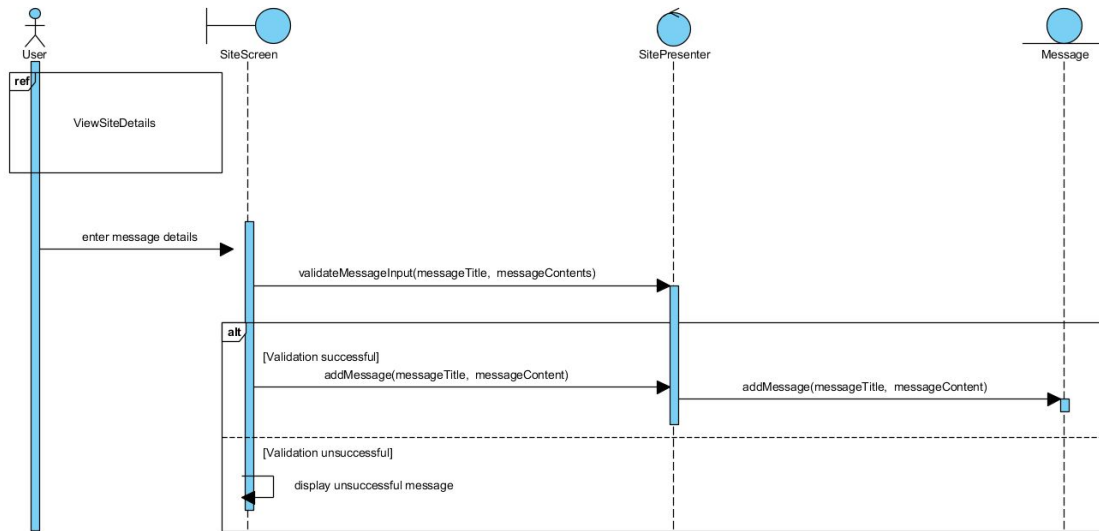 User
SiteScreen
SitePresenter
Message
ref
ViewSiteDetails
enter message details
validateMessageInput(messageTitle, messageContents)
alt
[Validation successful]
addMessage(messageTitle, messageContent)
addMessage(messageTitle, messageContent)
[Validation unsuccessful]
display unsuccessful message